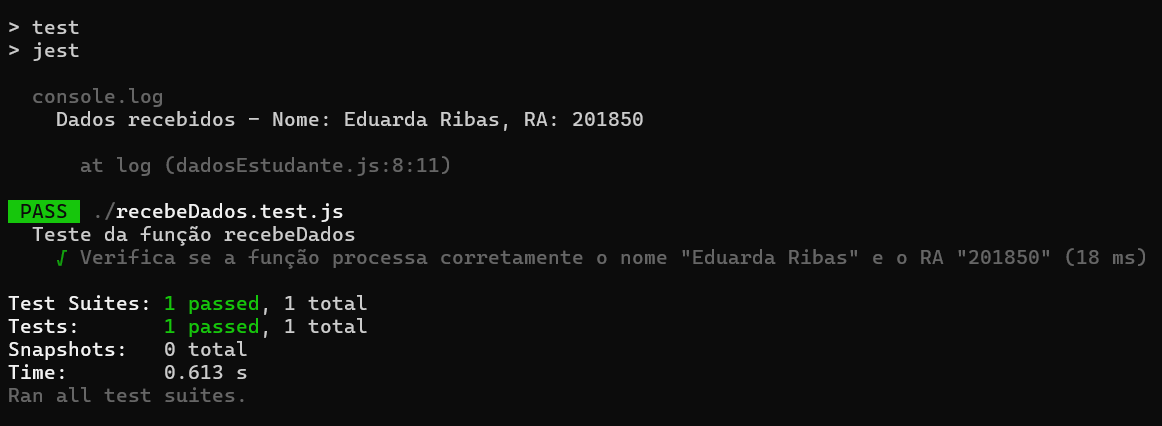 > test
> jest
console.log
Dados recebidos - Nome: Eduarda Ribas, RA: 201850
at log (dadosEstudante.js:8:11)
PASS ./recebeDados.test.js
Teste da função recebeDados
√ Verifica se a função processa corretamente o nome "Eduarda Ribas" e o RA "201850" (18 ms)
Test Suites: 1 passed, 1 total
Tests: 1 passed, 1 total
Snapshots: 0 total
Time: 0.613 s
Ran all test suites.